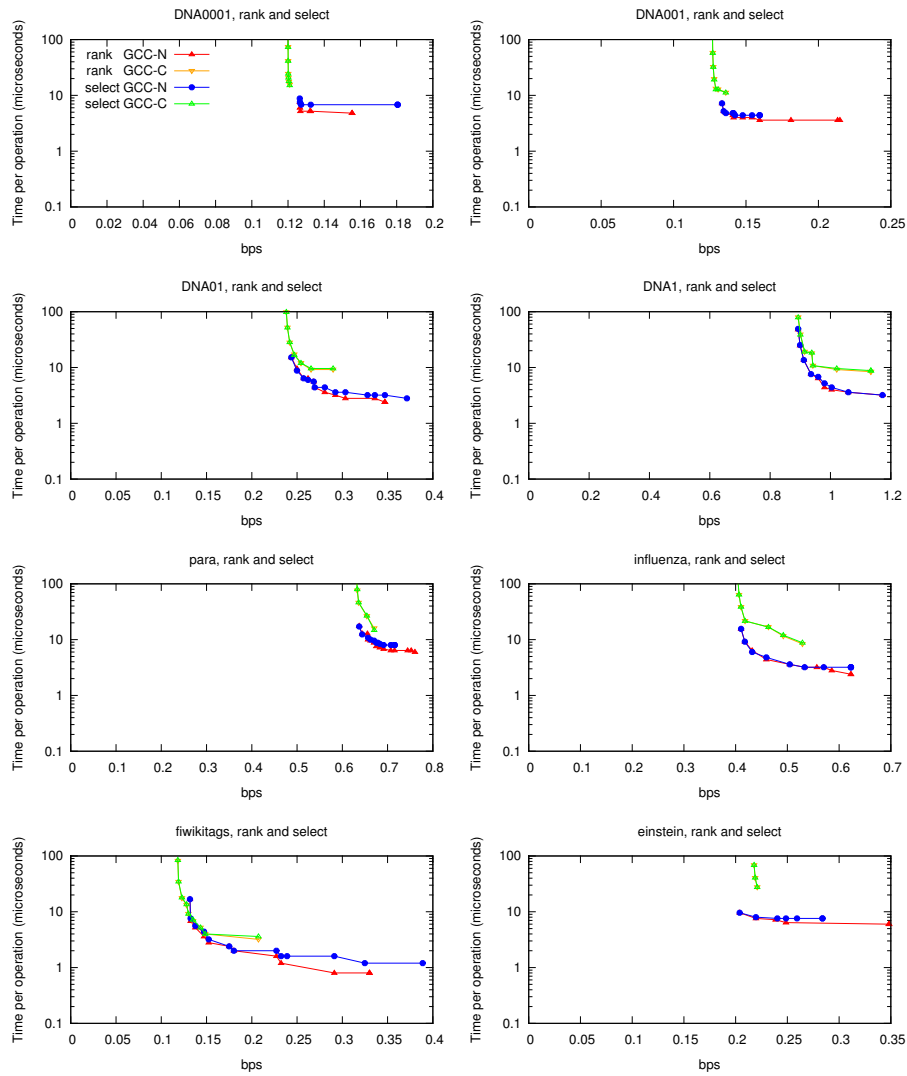 DNA0001, rank and select
Time per operation (microseconds)
100
10
1
0.1
rank GCC-N
rank GCC-C
select GCC-N
select GCC-C
0 0.02 0.04 0.06 0.08 0.1 0.12 0.14 0.16 0.18 0.2
bps
DNA001, rank and select
Time per operation (microseconds)
100
10
1
0.1
0 0.05 0.1 0.15 0.2 0.25
bps
DNA01, rank and select
Time per operation (microseconds)
100
10
1
0.1
0 0.05 0.1 0.15 0.2 0.25 0.3 0.35 0.4
bps
DNA1, rank and select
Time per operation (microseconds)
100
10
1
0.1
0 0.2 0.4 0.6 0.8 1 1.2
bps
para, rank and select
Time per operation (microseconds)
100
10
1
0.1
0 0.1 0.2 0.3 0.4 0.5 0.6 0.7 0.8
bps
influenza, rank and select
Time per operation (microseconds)
100
10
1
0.1
0 0.1 0.2 0.3 0.4 0.5 0.6 0.7
bps
fiwikitags, rank and select
Time per operation (microseconds)
100
10
1
0.1
0 0.05 0.1 0.15 0.2 0.25 0.3 0.35 0.4
bps
einstein, rank and select
Time per operation (microseconds)
100
10
1
0.1
0 0.05 0.1 0.15 0.2 0.25 0.3 0.35
bps